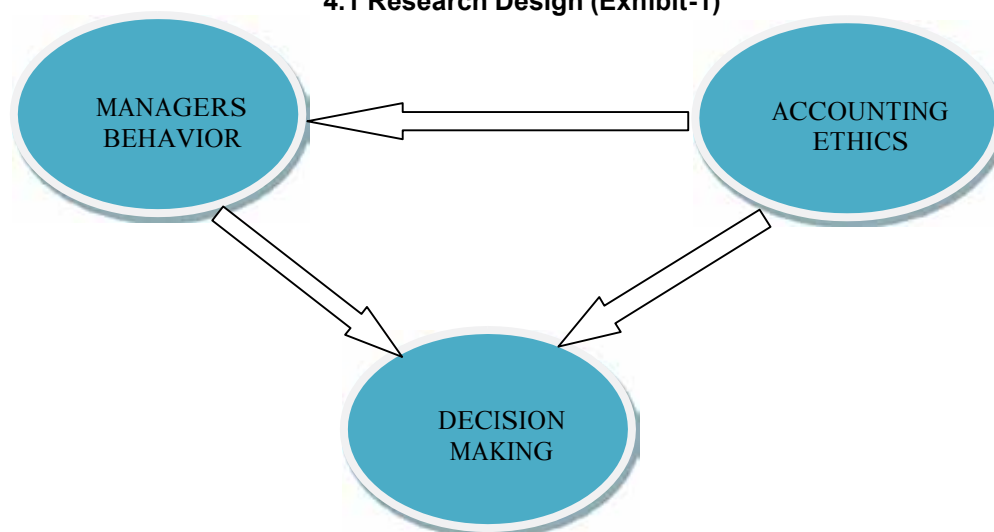 4.1 Research Design (Exhibit-1)
MANAGERS
BEHAVIOR
ACCOUNTING
ETHICS
DECISION
MAKING